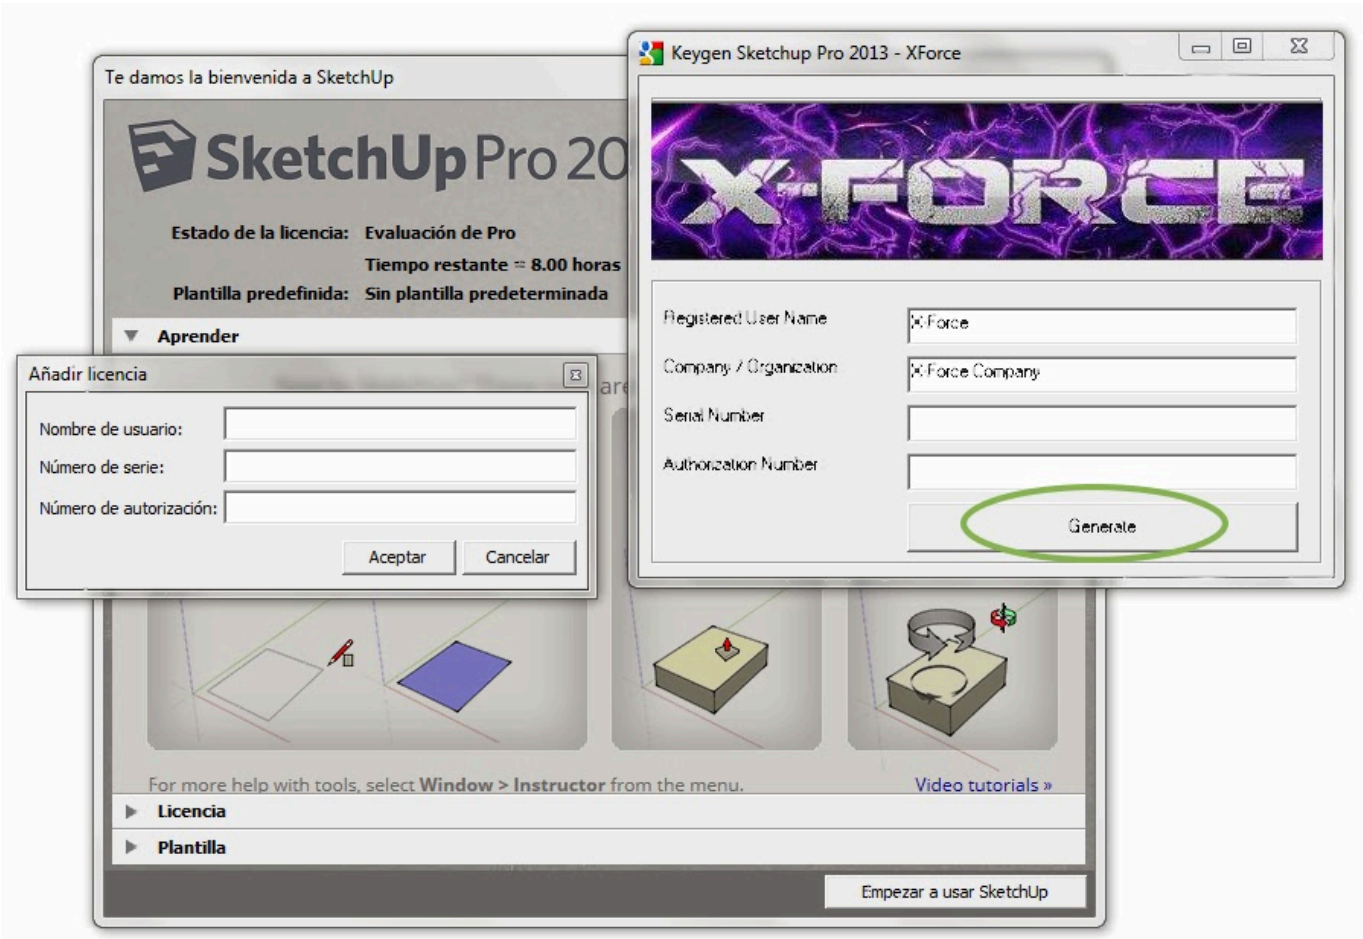 Te damos la bienvenida a SketchUp
SketchUp Pro 20
Estado de la licencia: Evaluación de Pro
Tiempo restante = 8.00 horas
Plantilla predefinida: Sin plantilla predeterminada
Aprender
are
Añadir licencia
Nombre de usuario:
Número de serie:
Número de autorización:
Aceptar Cancelar
Keygen Sketchup Pro 2013 - XForce
X-FORCE
Registered User Name X-Force
Company / Organization X-Force Company
Serial Number
Authorization Number
Generate
For more help with tools, select Window > Instructor from the menu. Video tutorials »
Licencia
Plantilla
Empezar a usar SketchUp